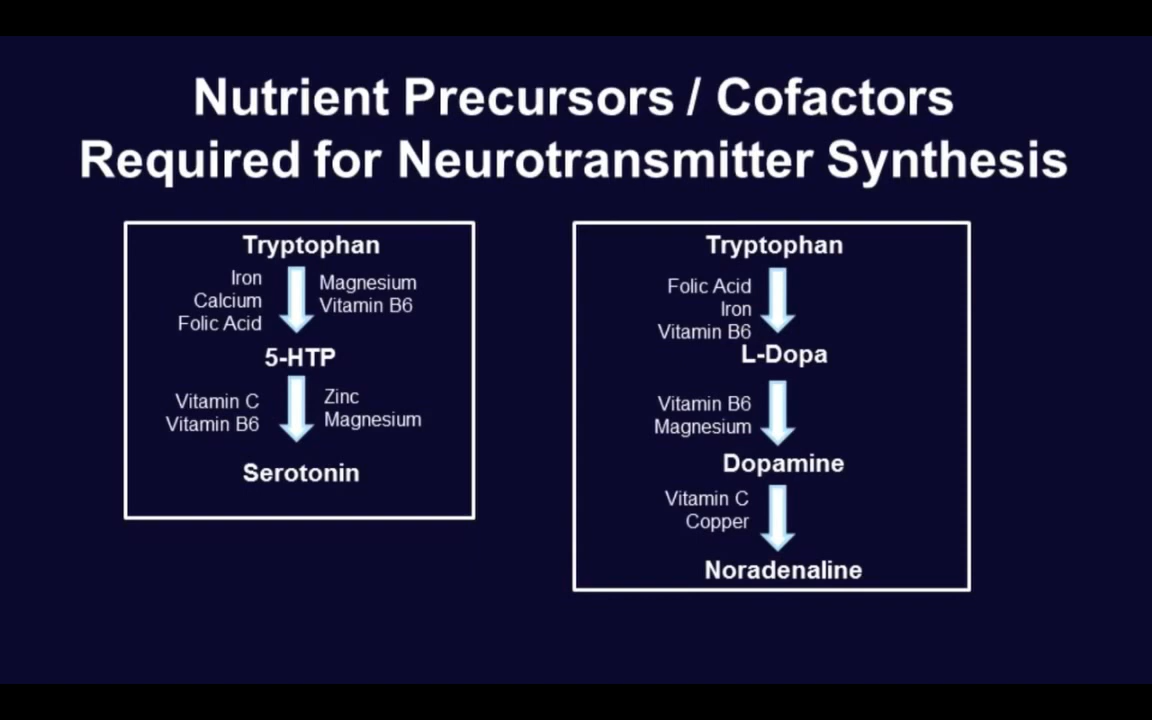 Nutrient Precursors / Cofactors
Required for Neurotransmitter Synthesis
Tryptophan
Iron
Calcium
Folic Acid
Magnesium
Vitamin B6
5-HTP
Vitamin C
Vitamin B6
Zinc
Magnesium
Serotonin
Tryptophan
Folic Acid
Iron
Vitamin B6
L-Dopa
Vitamin B6
Magnesium
Dopamine
Vitamin C
Copper
Noradenaline